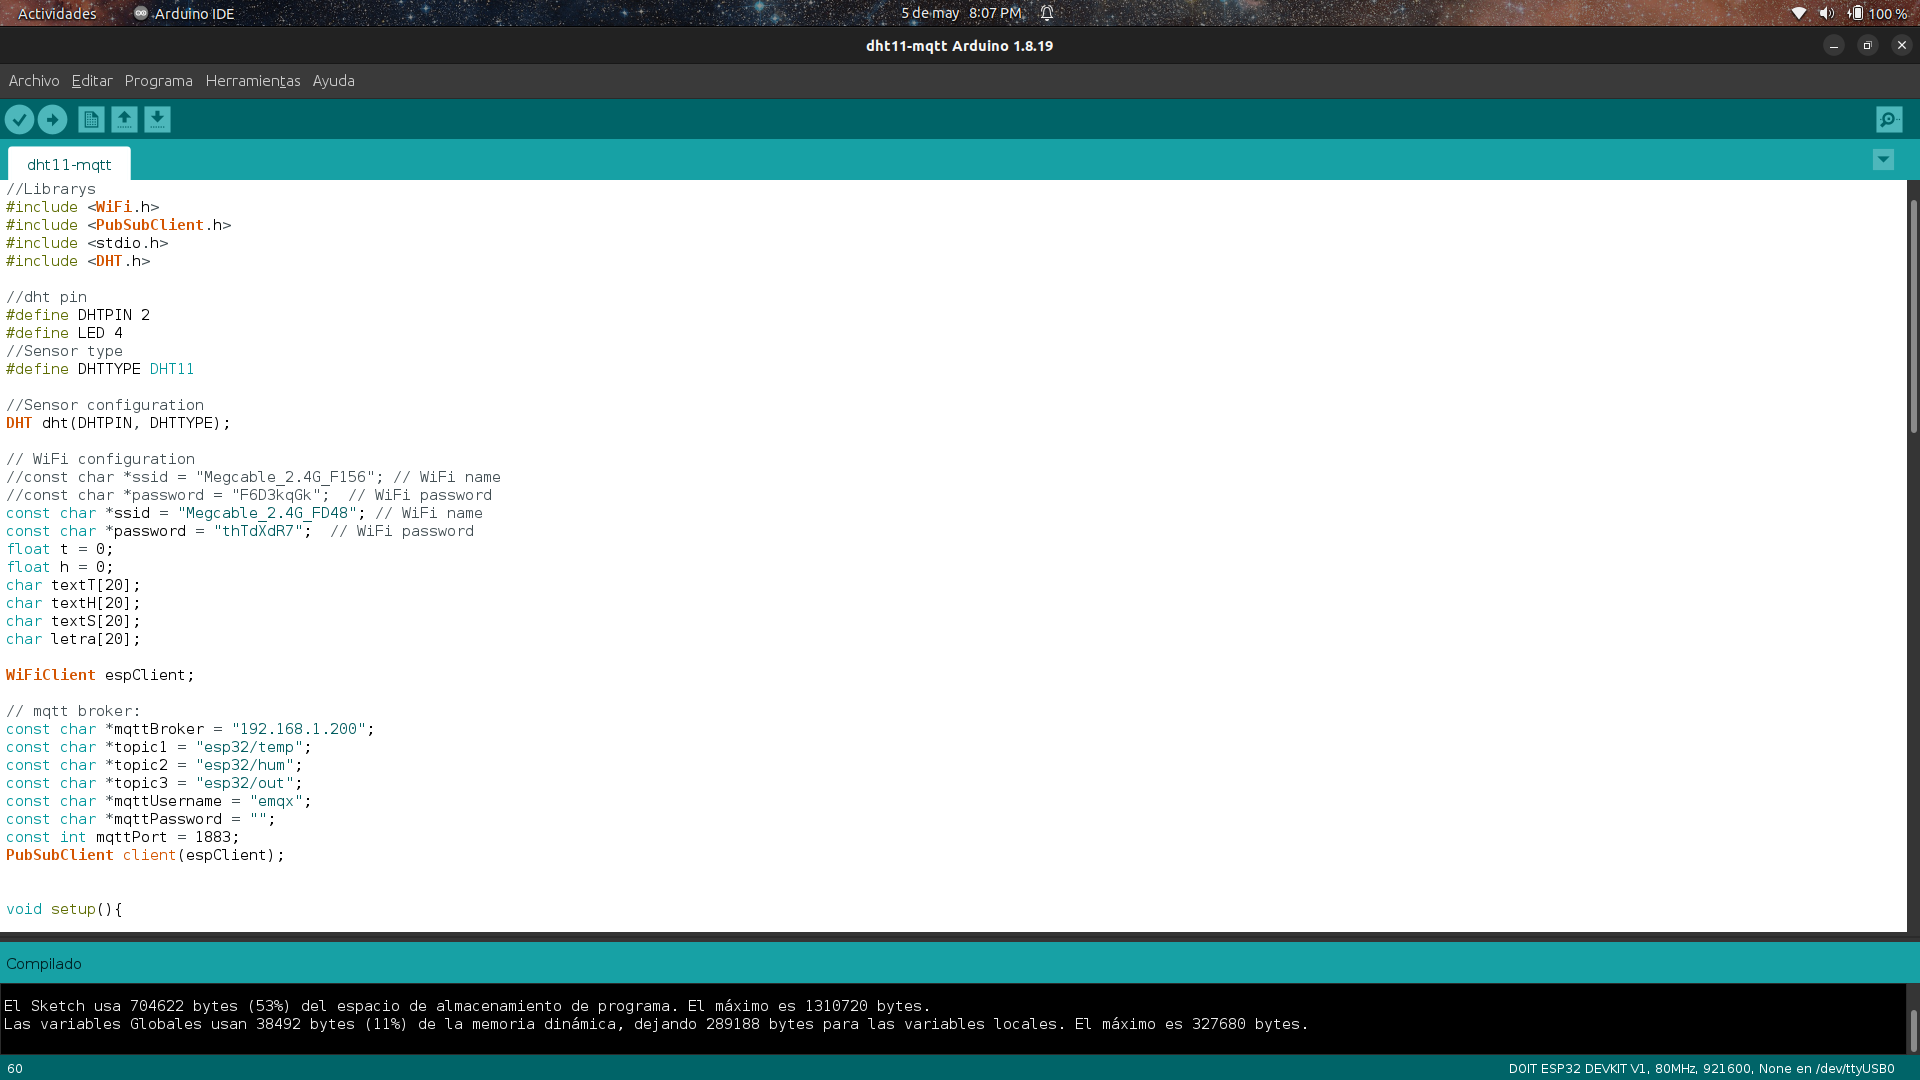 Actividades Arduino IDE 5 de may 8:07 PM 100 %
dht11-mqtt Arduino 1.8.19
Archivo Editar Programa Herramientas Ayuda
dht11-mqtt
//Librarys
#include <WiFi.h>
#include <PubSubClient.h>
#include <stdio.h>
#include <DHT.h>
//dht pin
#define DHTPIN 2
#define LED 4
//Sensor type
#define DHTTYPE DHT11
//Sensor configuration
DHT dht(DHTPIN, DHTTYPE);
// WiFi configuration
//const char *ssid = "Megcable_2.4G_F156"; // WiFi name
//const char *password = "F6D3kqGk";  // WiFi password
const char *ssid = "Megcable_2.4G_FD48"; // WiFi name
const char *password = "thTdXdR7";  // WiFi password
float t = 0;
float h = 0;
char textT[20];
char textH[20];
char textS[20];
char letra[20];
WiFiClient espClient;
// mqtt broker:
const char *mqttBroker = "192.168.1.200";
const char *topic1 = "esp32/temp";
const char *topic2 = "esp32/hum";
const char *topic3 = "esp32/out";
const char *mqttUsername = "emqx";
const char *mqttPassword = "";
const int mqttPort = 1883;
PubSubClient client(espClient);
void setup(){
Compilado
El Sketch usa 704622 bytes (53%) del espacio de almacenamiento de programa. El máximo es 1310720 bytes.
Las variables Globales usan 38492 bytes (11%) de la memoria dinámica, dejando 289188 bytes para las variables locales. El máximo es 327680 bytes.
60 DOIT ESP32 DEVKIT V1, 80MHz, 921600, None en /dev/ttyUSB0